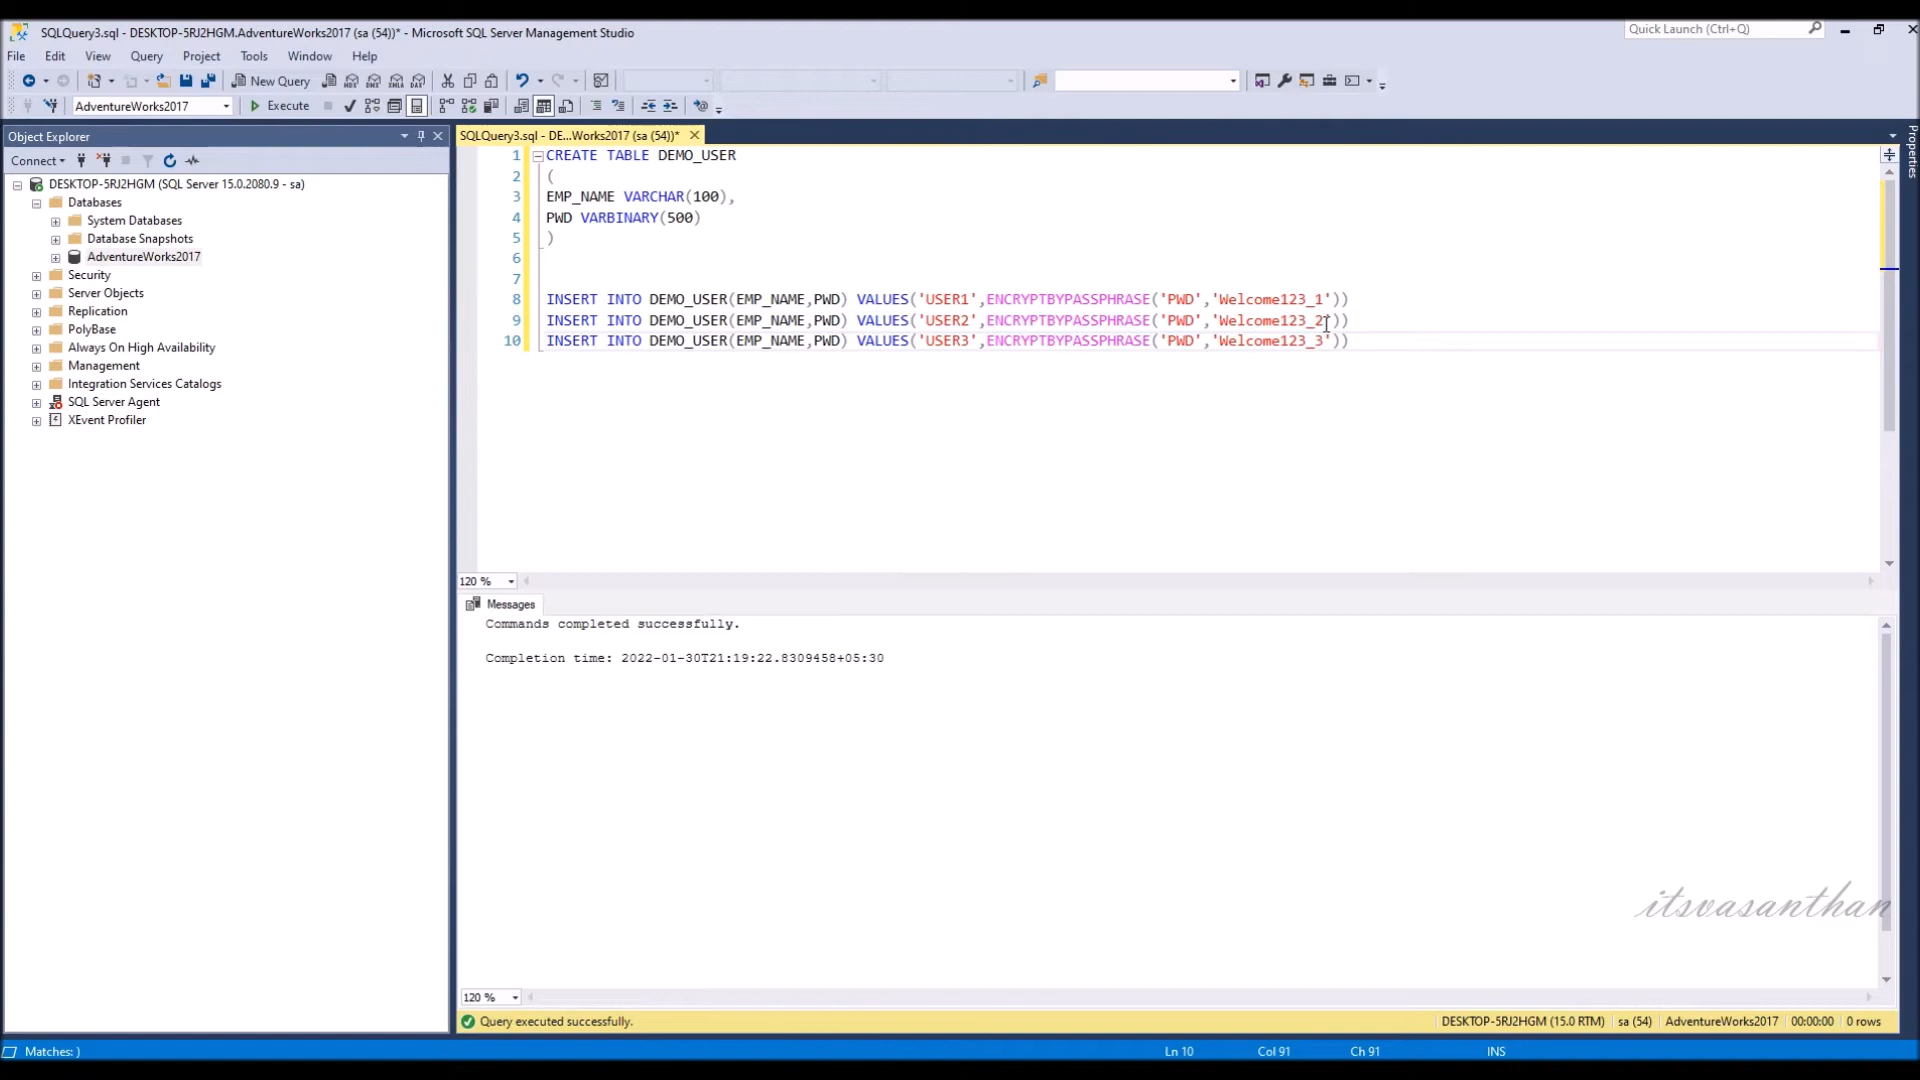 SQLQuery3.sql - DESKTOP-5RJ2HGM.AdventureWorks2017 (sa (54))* - Microsoft SQL Server Management Studio
Quick Launch (Ctrl+Q)
File Edit View Query Project Tools Window Help
New Query
AdventureWorks2017 Execute
Object Explorer
Connect
DESKTOP-5RJ2HGM (SQL Server 15.0.2080.9 - sa)
Databases
System Databases
Database Snapshots
AdventureWorks2017
Security
Server Objects
Replication
PolyBase
Always On High Availability
Management
Integration Services Catalogs
SQL Server Agent
XEvent Profiler
SQLQuery3.sql - DE...Works2017 (sa (54))*
Properties
1 CREATE TABLE DEMO_USER
2 (
3 EMP_NAME VARCHAR(100),
4 PWD VARBINARY(500)
5 )
6
7
8 INSERT INTO DEMO_USER(EMP_NAME,PWD) VALUES('USER1',ENCRYPTBYPASSPHRASE('PWD','Welcome123_1'))
9 INSERT INTO DEMO_USER(EMP_NAME,PWD) VALUES('USER2',ENCRYPTBYPASSPHRASE('PWD','Welcome123_2'))
10 INSERT INTO DEMO_USER(EMP_NAME,PWD) VALUES('USER3',ENCRYPTBYPASSPHRASE('PWD','Welcome123_3'))
120 %
Messages
Commands completed successfully.
Completion time: 2022-01-30T21:19:22.8309458+05:30
itsvasanthan
120 %
Query executed successfully. DESKTOP-5RJ2HGM (15.0 RTM) sa (54) AdventureWorks2017 00:00:00 0 rows
Matches: ) Ln 10 Col 91 Ch 91 INS